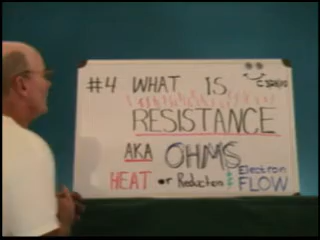 #4 WHAT IS
RESISTANCE
AKA OHMS
HEAT or Reduction & Electron FLOW